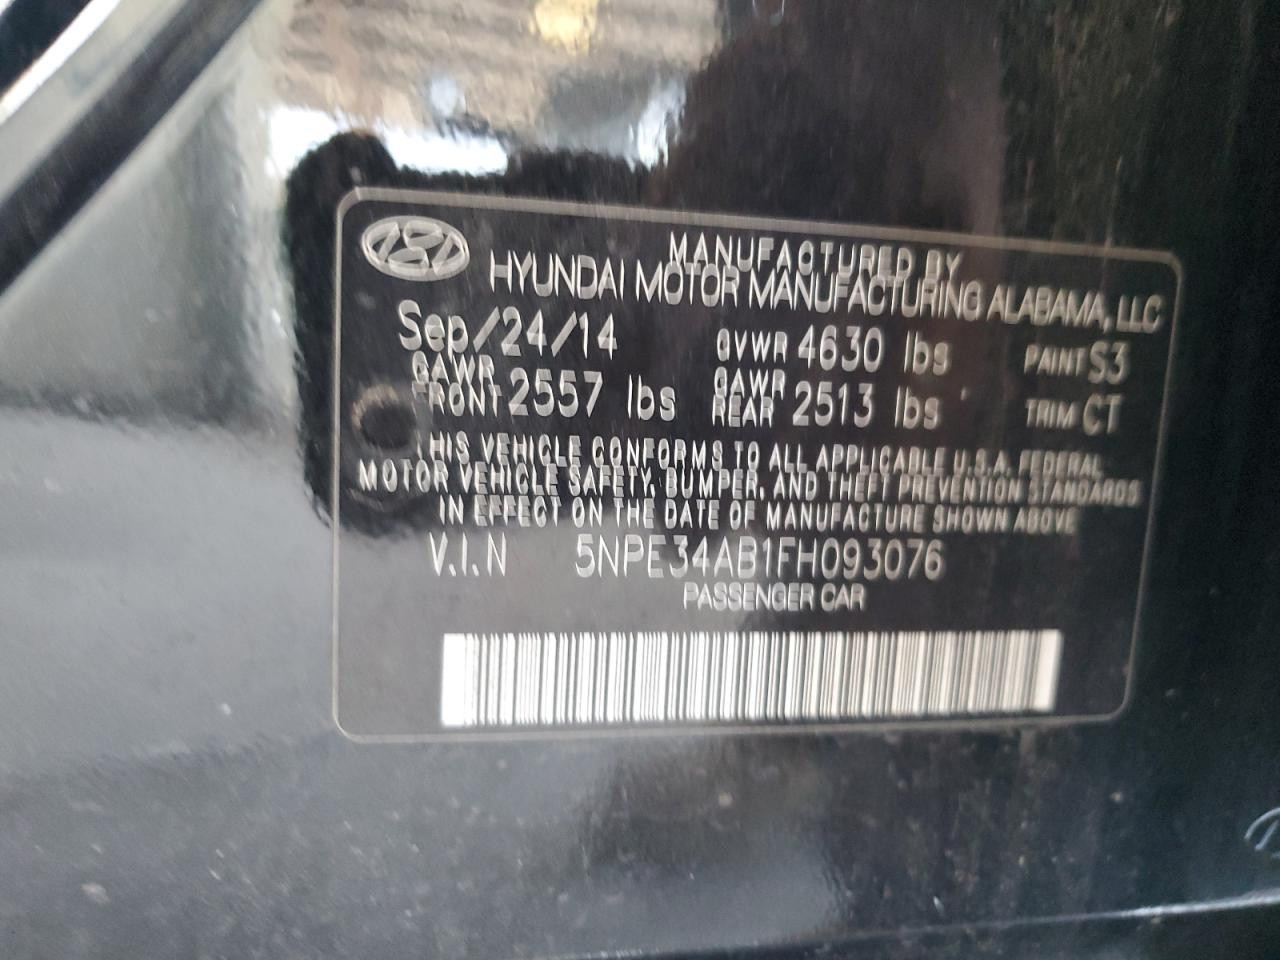 MANUFACTURED BY
HYUNDAI MOTOR MANUFACTURING ALABAMA, LLC
Sep/24/14 GVWR 4630 lbs PAINT S3
GAWR FRONT 2557 lbs GAWR REAR 2513 lbs TRIM CT
THIS VEHICLE CONFORMS TO ALL APPLICABLE U.S.A. FEDERAL
MOTOR VEHICLE SAFETY, BUMPER, AND THEFT PREVENTION STANDARDS
IN EFFECT ON THE DATE OF MANUFACTURE SHOWN ABOVE
V.I.N 5NPE34AB1FH093076
PASSENGER CAR